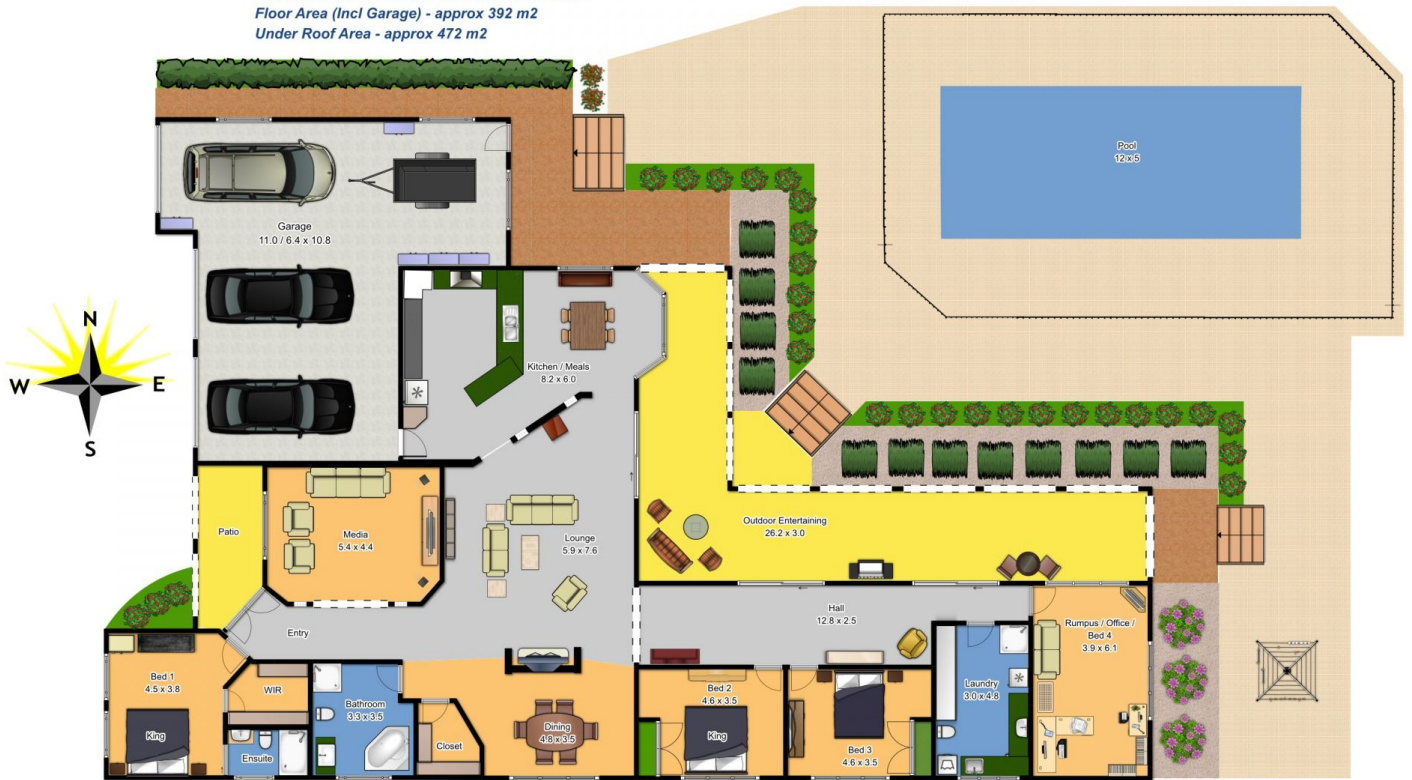 Floor Area (Incl Garage) - approx 392 m2
Under Roof Area - approx 472 m2
Pool
12 x 5
Garage
11.0 / 6.4 x 10.8
N
W
E
S
Kitchen / Meals
8.2 x 6.0
Patio
Media
5.4 x 4.4
Lounge
5.9 x 7.6
Outdoor Entertaining
26.2 x 3.0
Entry
Hall
12.8 x 2.5
Rumpus / Office /
Bed 4
3.9 x 6.1
Bed 1
4.5 x 3.8
King
WIR
Ensuite
Bathroom
3.3 x 3.5
Closet
Dining
4.8 x 3.5
Bed 2
4.6 x 3.5
King
Bed 3
4.6 x 3.5
Laundry
3.0 x 4.8